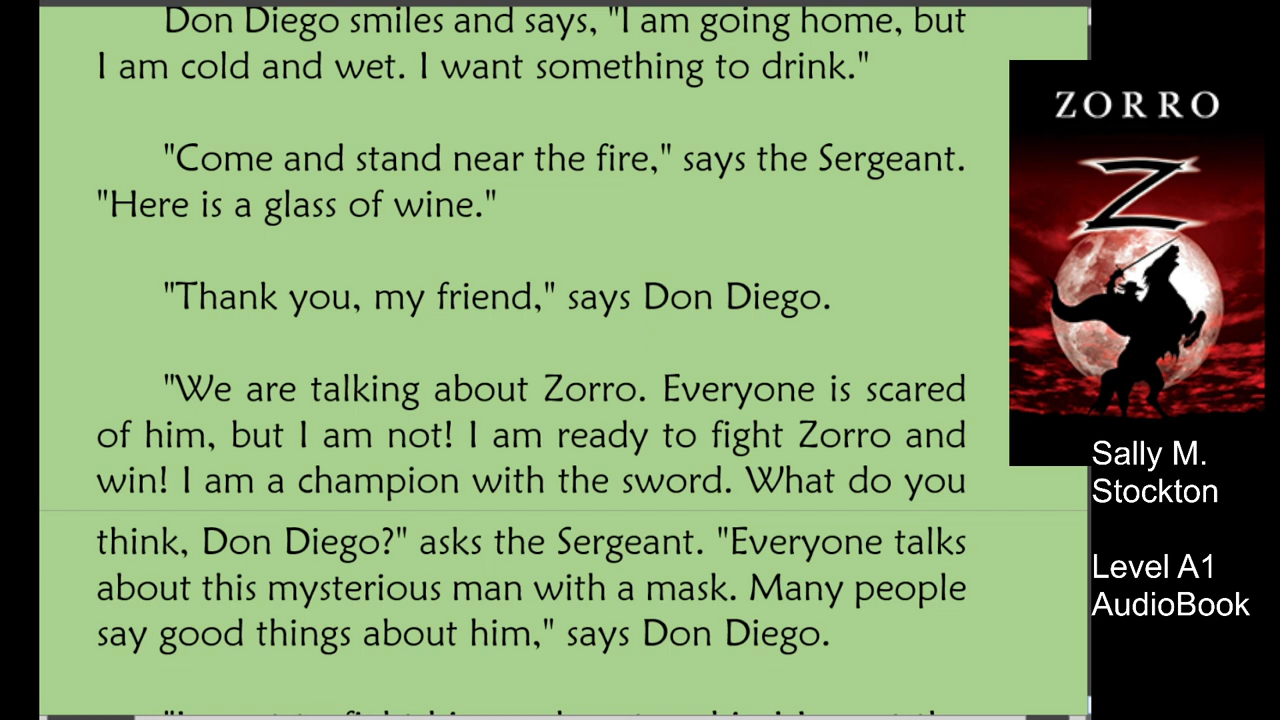 Don Diego smiles and says, "I am going home, but
I am cold and wet. I want something to drink."
"Come and stand near the fire," says the Sergeant.
"Here is a glass of wine."
"Thank you, my friend," says Don Diego.
"We are talking about Zorro. Everyone is scared
of him, but I am not! I am ready to fight Zorro and
win! I am a champion with the sword. What do you
think, Don Diego?" asks the Sergeant. "Everyone talks
about this mysterious man with a mask. Many people
say good things about him," says Don Diego.
ZORRO
Z
Sally M.
Stockton
Level A1
AudioBook